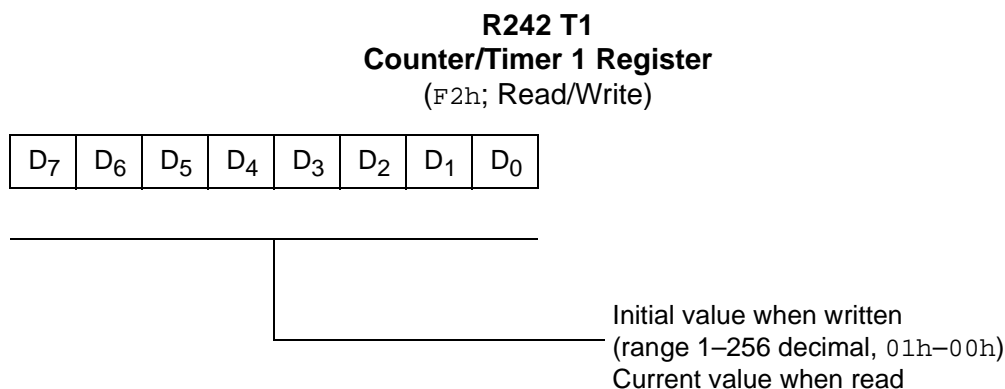 R242 T1
Counter/Timer 1 Register
(F2h; Read/Write)
D7 D6 D5 D4 D3 D2 D1 D0
Initial value when written
(range 1–256 decimal, 01h–00h)
Current value when read